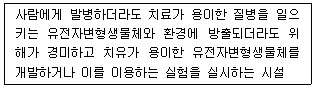 사람에게 발병하더라도 치료가 용이한 질병을 일으
키는 유전자변형생물체와 환경에 방출되더라도 위
해가 경미하고 치유가 용이한 유전자변형생물체를
개발하거나 이를 이용하는 실험을 실시하는 시설